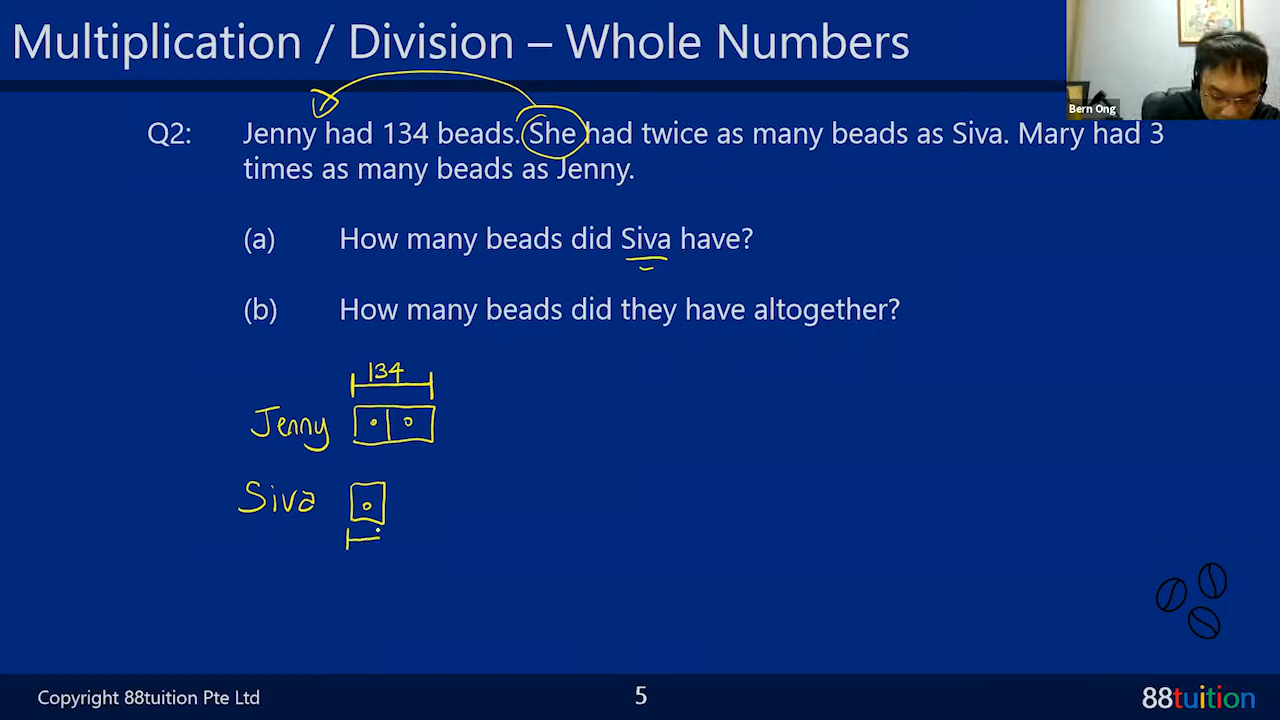 Multiplication / Division – Whole Numbers
Bern Ong
Q2: Jenny had 134 beads. She had twice as many beads as Siva. Mary had 3
times as many beads as Jenny.
(a) How many beads did Siva have?
(b) How many beads did they have altogether?
134
Jenny
Siva
Copyright 88tuition Pte Ltd
5
88tuition